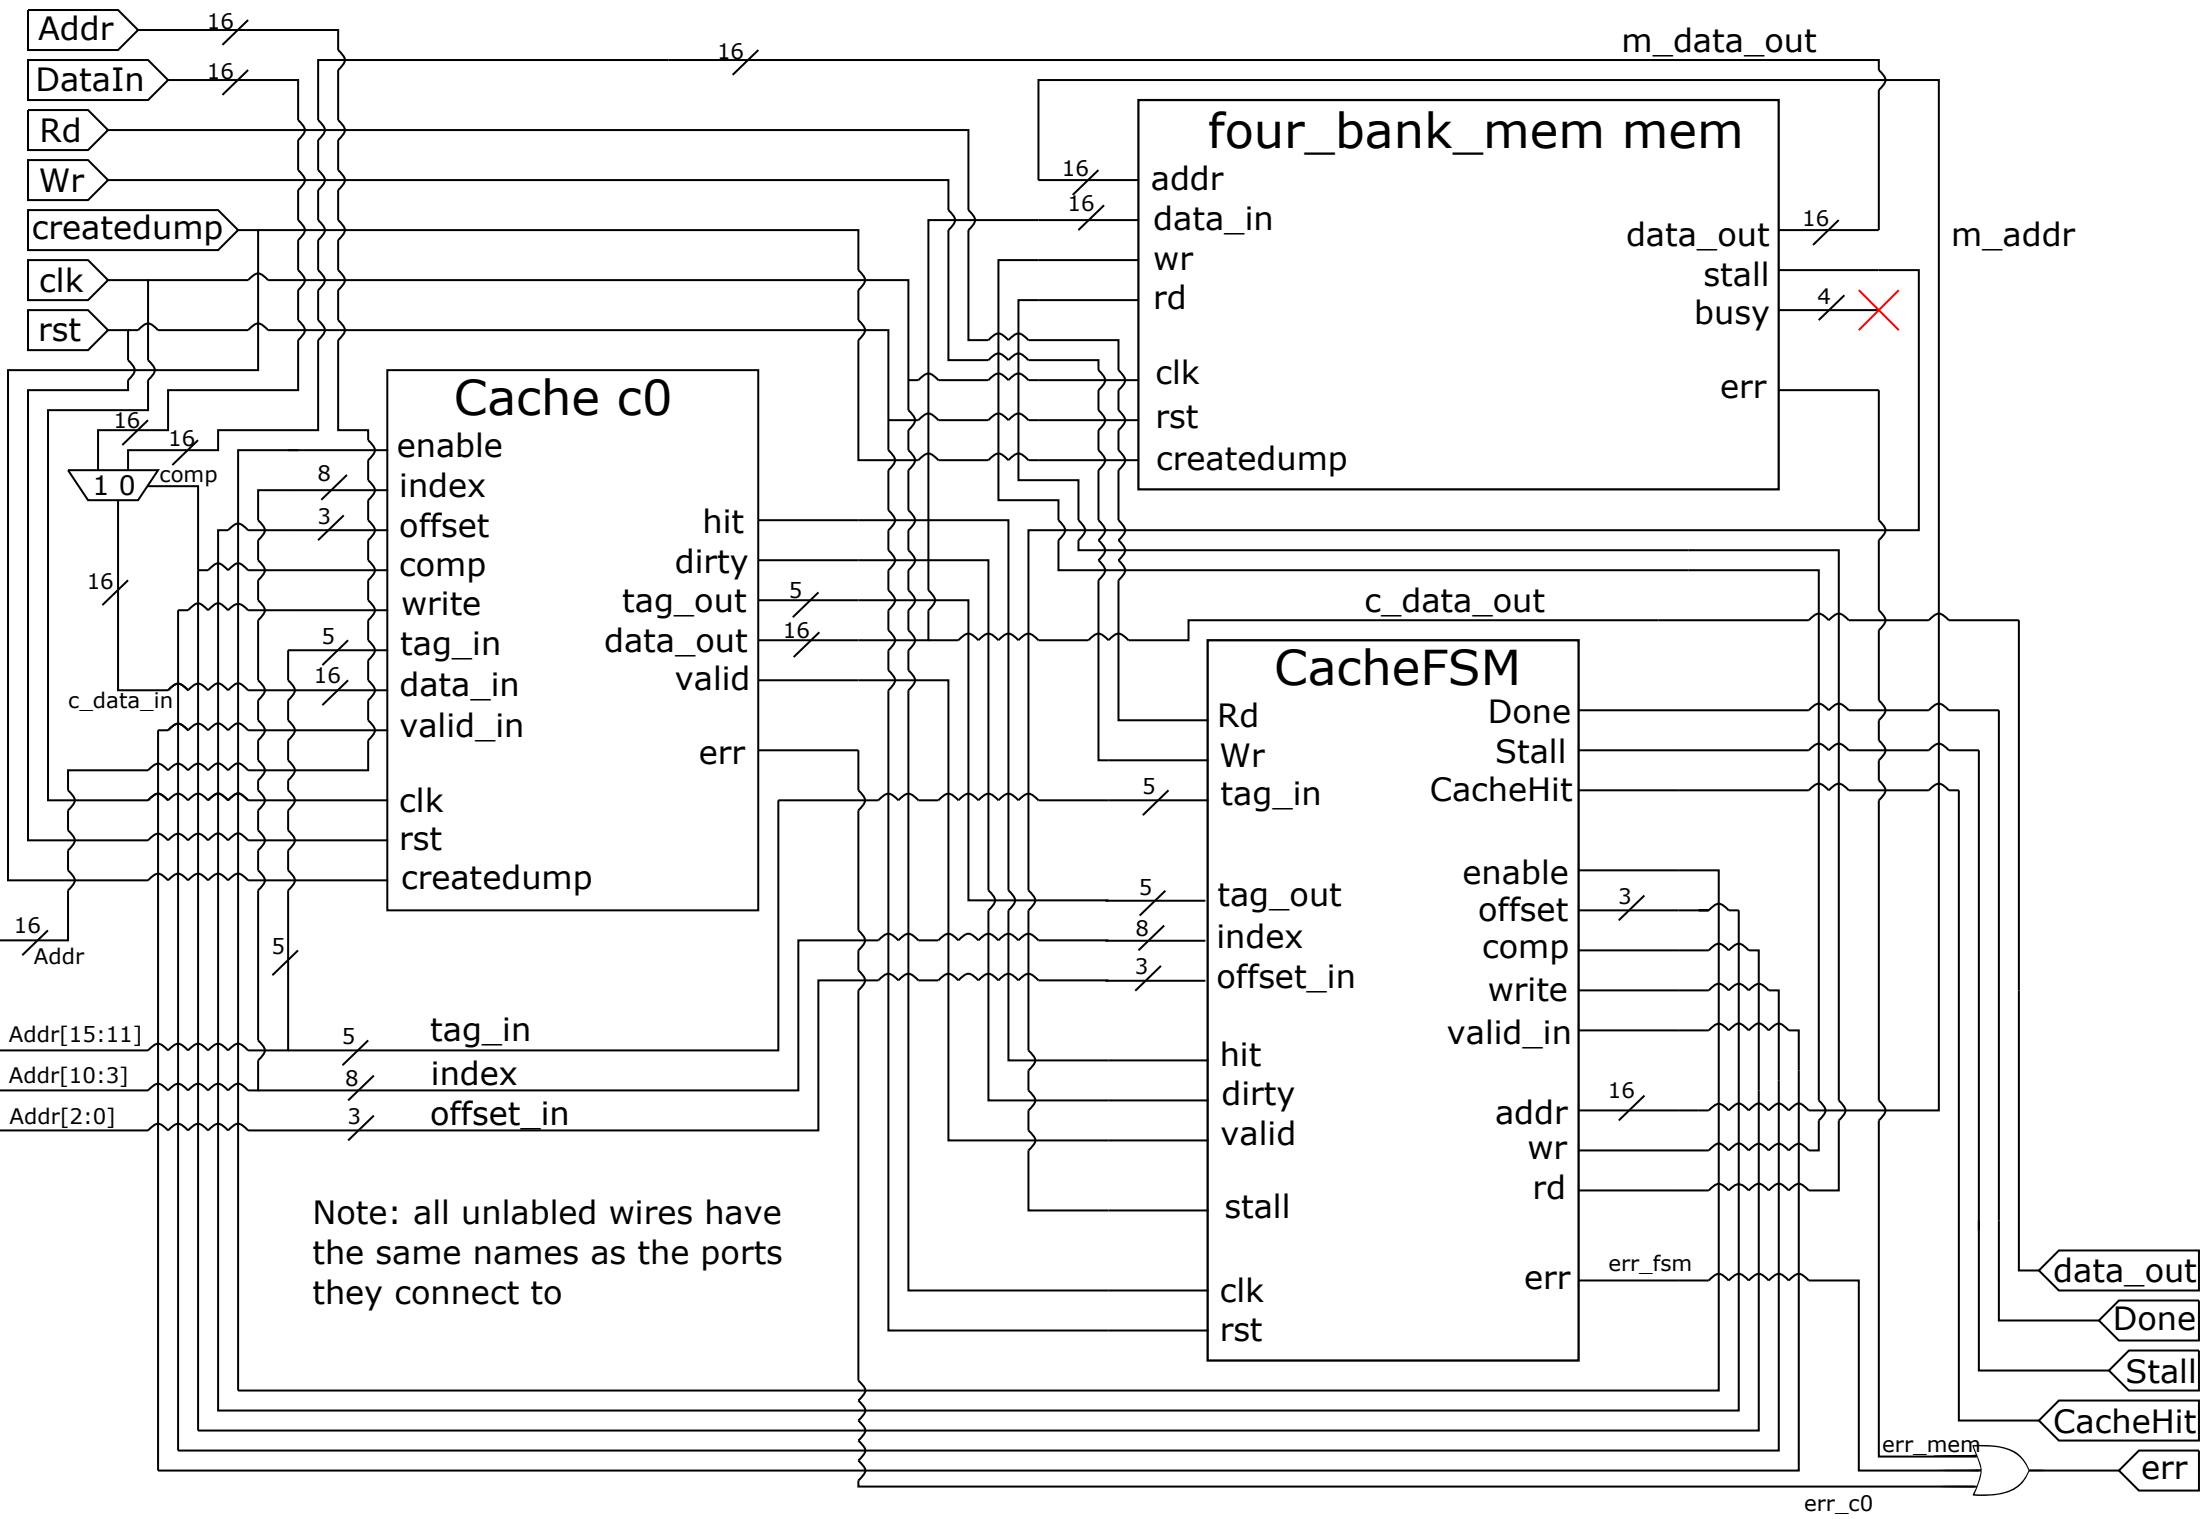 Addr
16
DataIn
16
Rd
Wr
createdump
clk
rst
16
m_data_out
four_bank_mem mem
16
addr
16
data_in
wr
rd
clk
rst
createdump
data_out
16
stall
busy
4
err
m_addr
Cache c0
16
16
comp
1 0
16
c_data_in
enable
8
index
3
offset
comp
write
5
tag_in
16
data_in
valid_in
clk
rst
createdump
hit
dirty
tag_out
5
data_out
16
valid
err
c_data_out
CacheFSM
Rd
Wr
5
tag_in
5
tag_out
8
index
3
offset_in
hit
dirty
valid
stall
clk
rst
Done
Stall
CacheHit
enable
offset
3
comp
write
valid_in
addr
16
wr
rd
err
err_fsm
16
Addr
5
Addr[15:11]
5
tag_in
Addr[10:3]
8
index
Addr[2:0]
3
offset_in
Note: all unlabled wires have
the same names as the ports
they connect to
data_out
Done
Stall
CacheHit
err_mem
err
err_c0